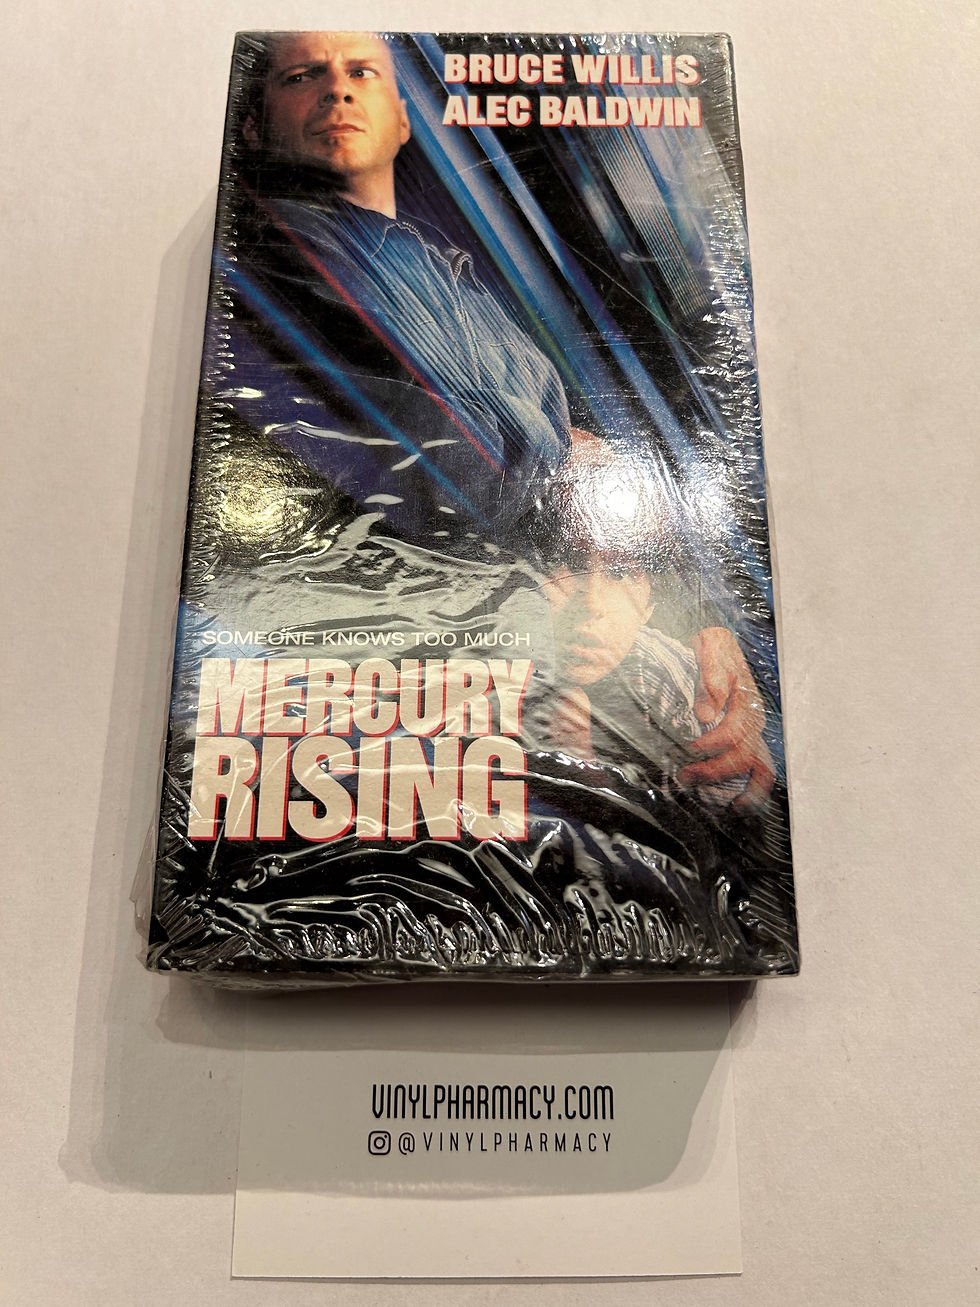 BRUCE WILLIS
ALEC BALDWIN
SOMEONE KNOWS TOO MUCH
MERCURY
RISING
VINYLPHARMACY.COM
@VINYLPHARMACY